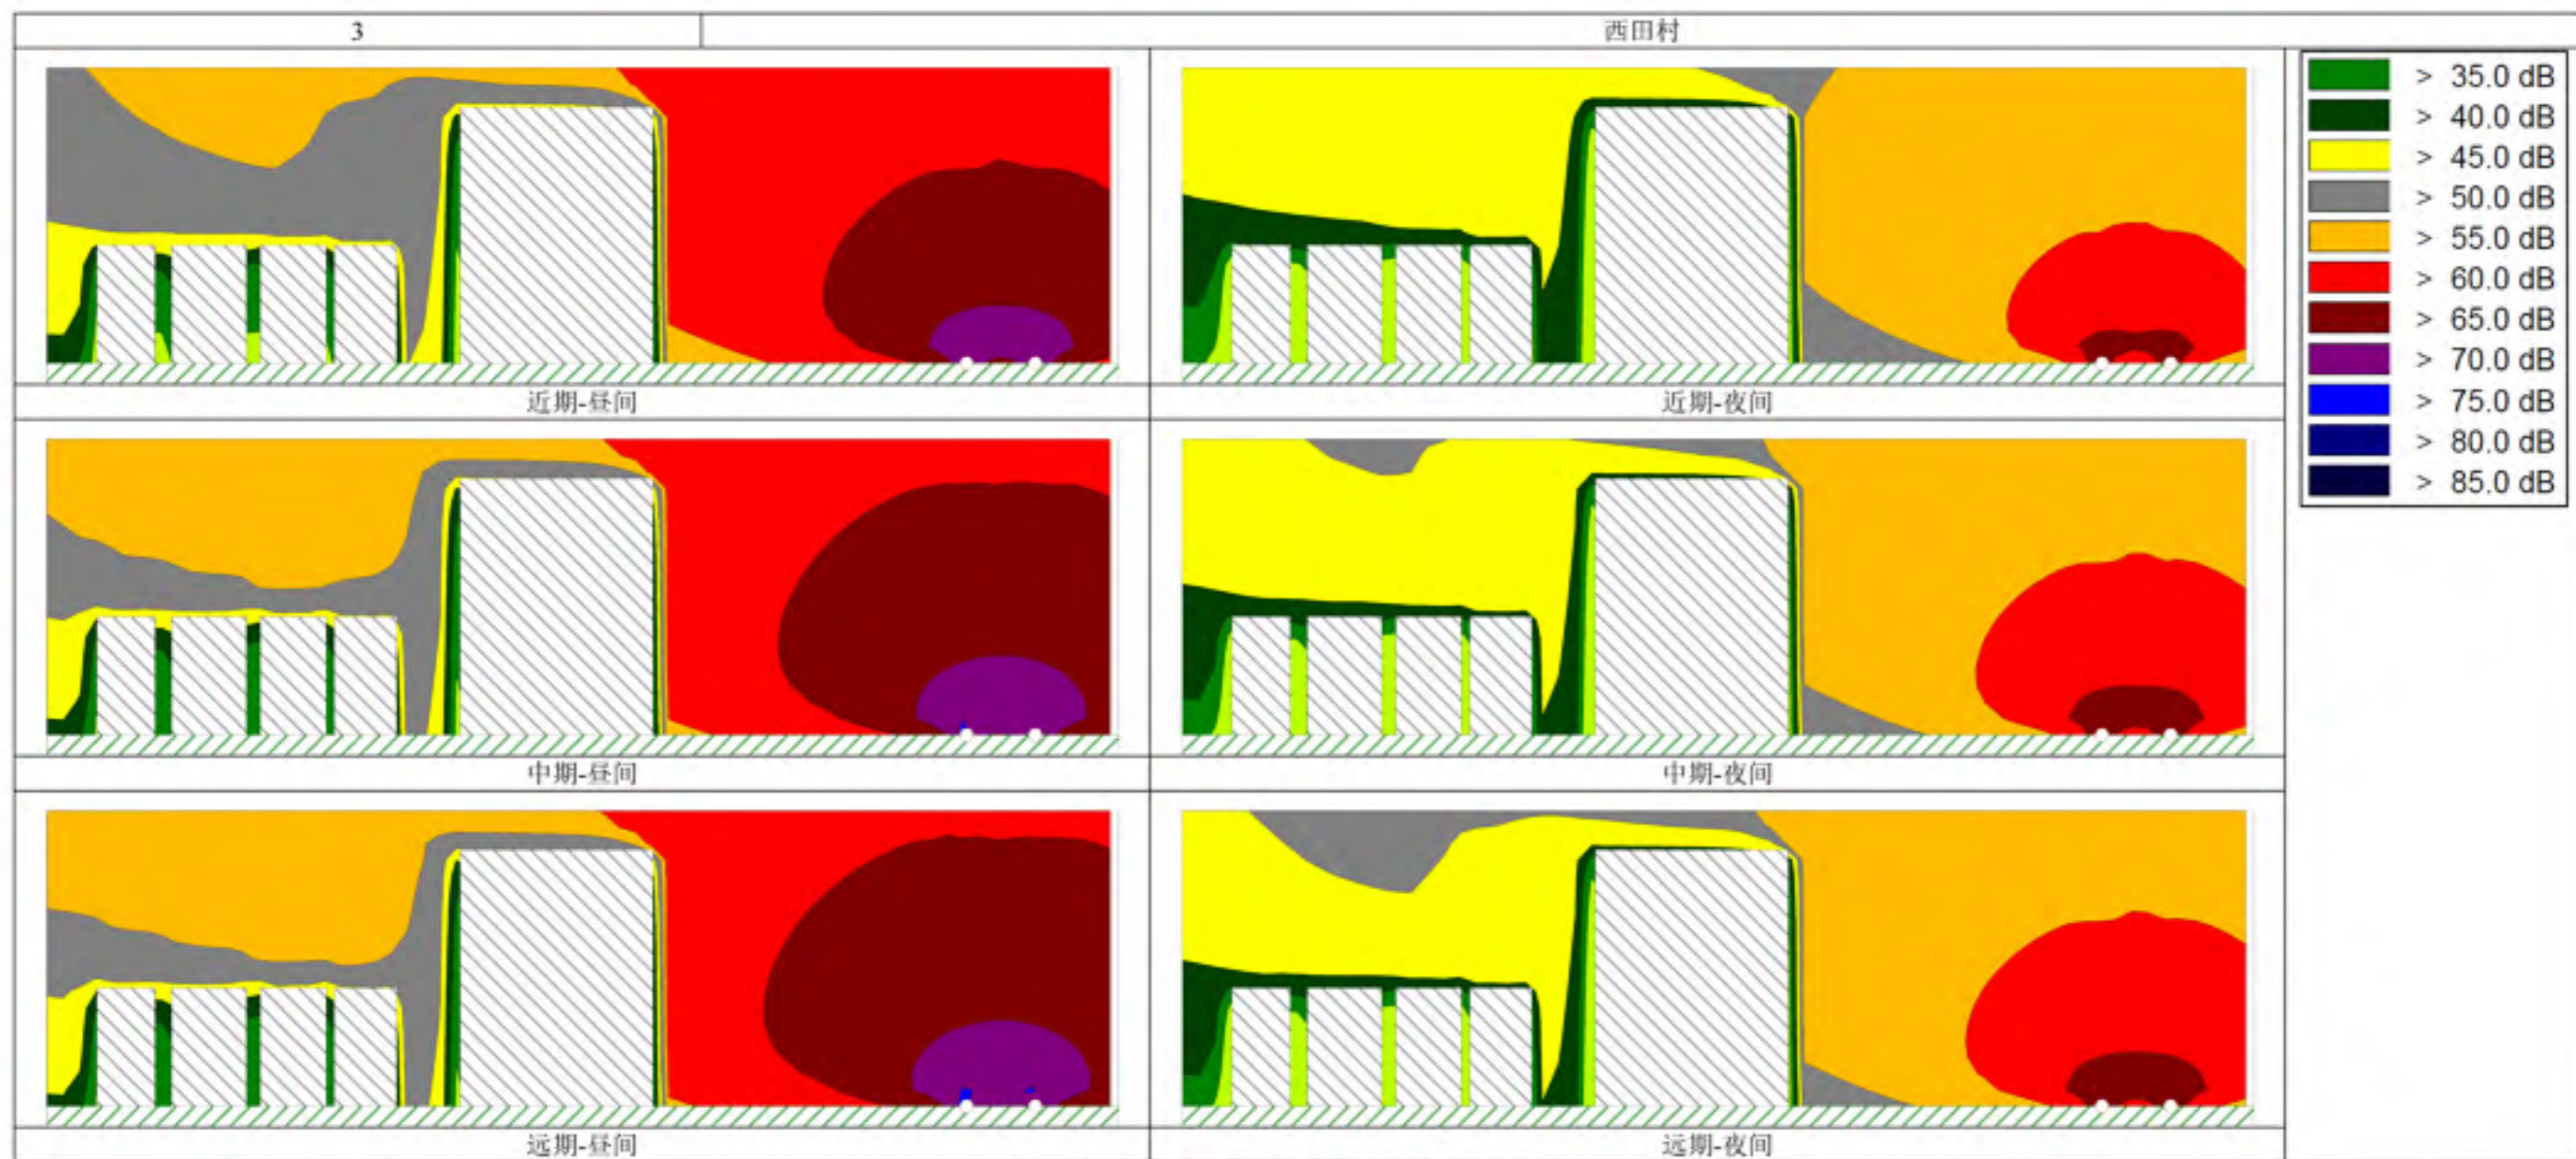 3
西田村
> 35.0 dB
> 40.0 dB
> 45.0 dB
> 50.0 dB
> 55.0 dB
> 60.0 dB
> 65.0 dB
> 70.0 dB
> 75.0 dB
> 80.0 dB
> 85.0 dB
近期-昼间
近期-夜间
中期-昼间
中期-夜间
远期-昼间
远期-夜间